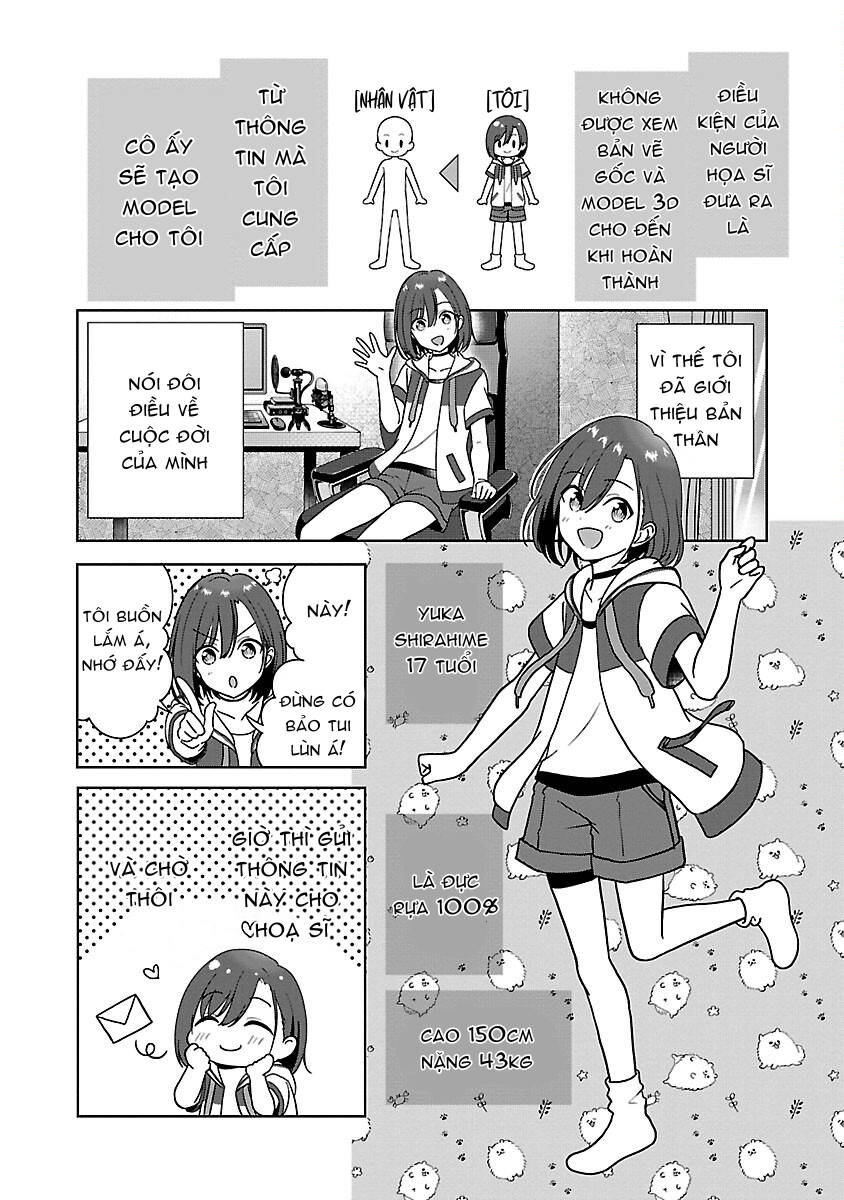 ĐIỀU
KIỆN CỦA
NGƯỜI
HỌA SĨ
ĐƯA RA
LÀ
KHÔNG
ĐƯỢC XEM
BẢN VẼ
GỐC VÀ
MODEL 3D
CHO ĐẾN
KHI HOÀN
THÀNH
[TÔI]
[NHÂN VẬT]
TỪ
THÔNG
TIN MÀ
TÔI
CUNG
CẤP
CÔ ẤY
SẼ TẠO
MODEL
CHO TÔI
VÌ THẾ TÔI
ĐÃ GIỚI
THIỆU BẢN
THÂN
NÓI ĐÔI
ĐIỀU VỀ
CUỘC ĐỜI
CỦA MÌNH
YUKA
SHIRAHIME
17 TUỔI
LÀ ĐỰC
RỰA 100%
CAO 150CM
NẶNG 43KG
NÀY!
ĐỪNG CÓ
BẢO TUI
LÙN Á!
TÔI BUỒN
LẮM Á,
NHỚ ĐẤY!
GIỜ THÌ GỬI
THÔNG TIN
NÀY CHO
HOẠ SĨ
VÀ CHỜ
THÔI